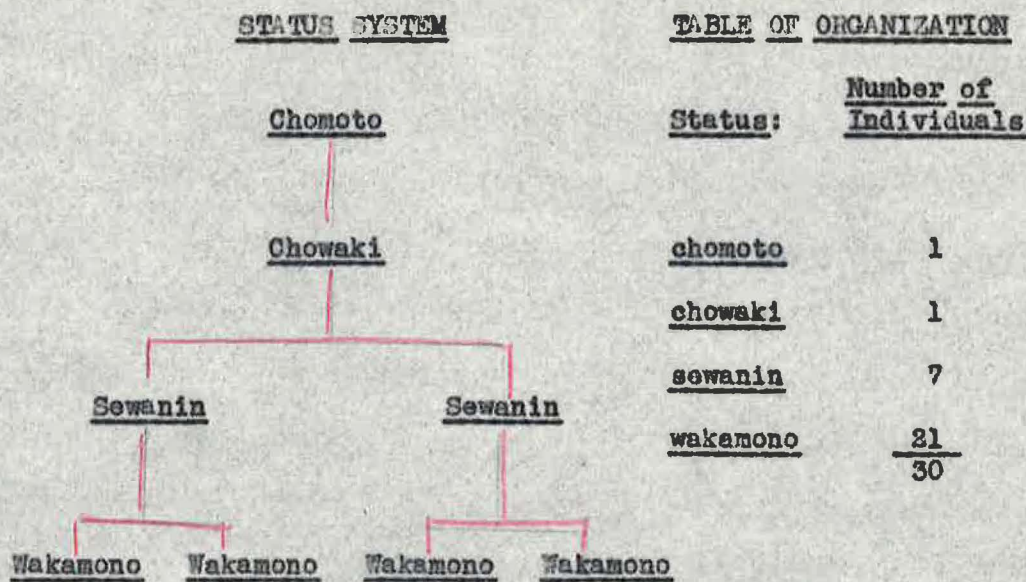 STATUS SYSTEM
Chomoto
Chowaki
Sewanin Sewanin
Wakamono Wakamono Wakamono Wakamono
TABLE OF ORGANIZATION
Status: Number of Individuals
chomoto 1
chowaki 1
sewanin 7
wakamono 21
30